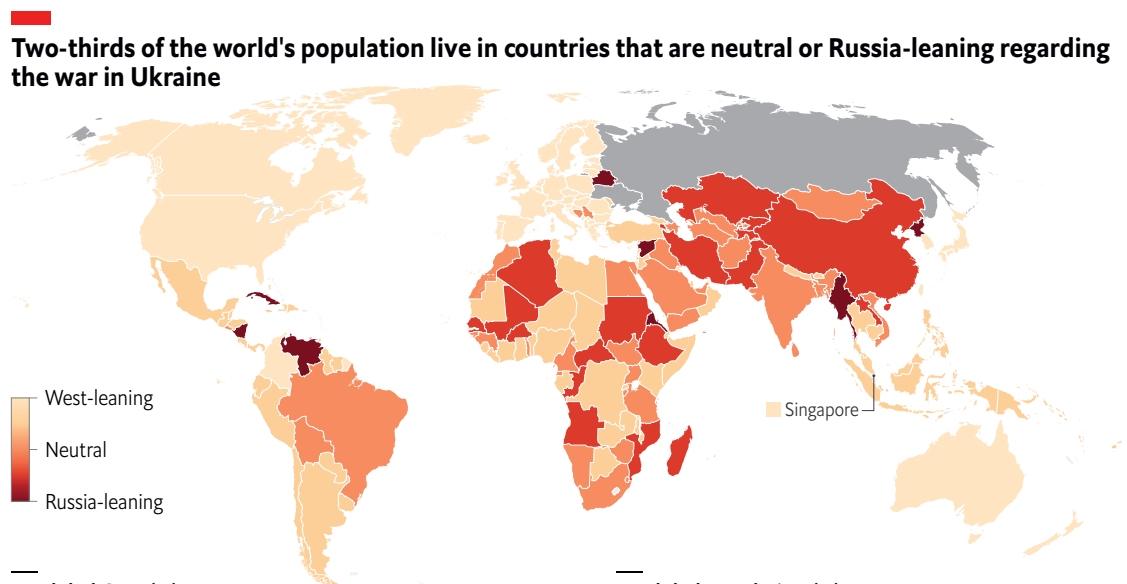 Two-thirds of the world's population live in countries that are neutral or Russia-leaning regarding
the war in Ukraine
West-leaning
Neutral
Russia-leaning
Singapore